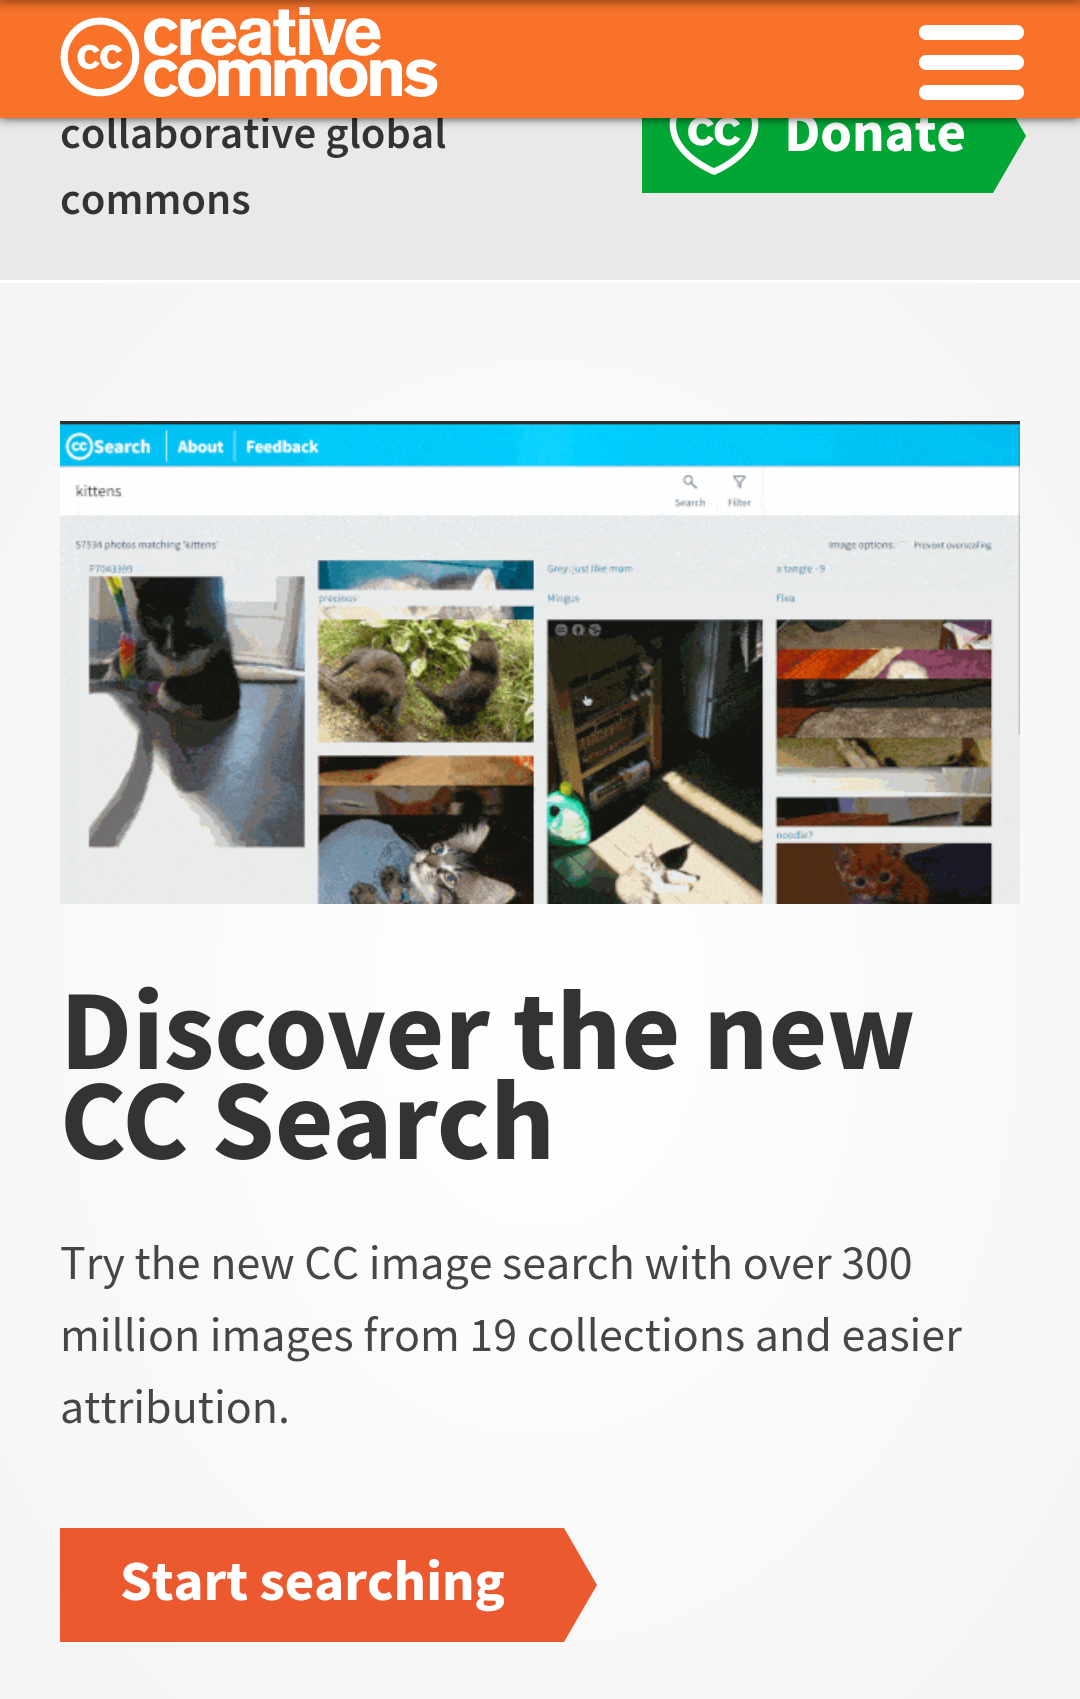 cc creative
commons
collaborative global
commons
cc Donate
cc Search About Feedback
kittens
Search Filter
57534 photos matching 'kittens'
Image options: Prevent overscaling
P7043399
precious
Grey, just like mom
Mingus
a tangle - 9
Flea
noodle?
Discover the new
CC Search
Try the new CC image search with over 300
million images from 19 collections and easier
attribution.
Start searching